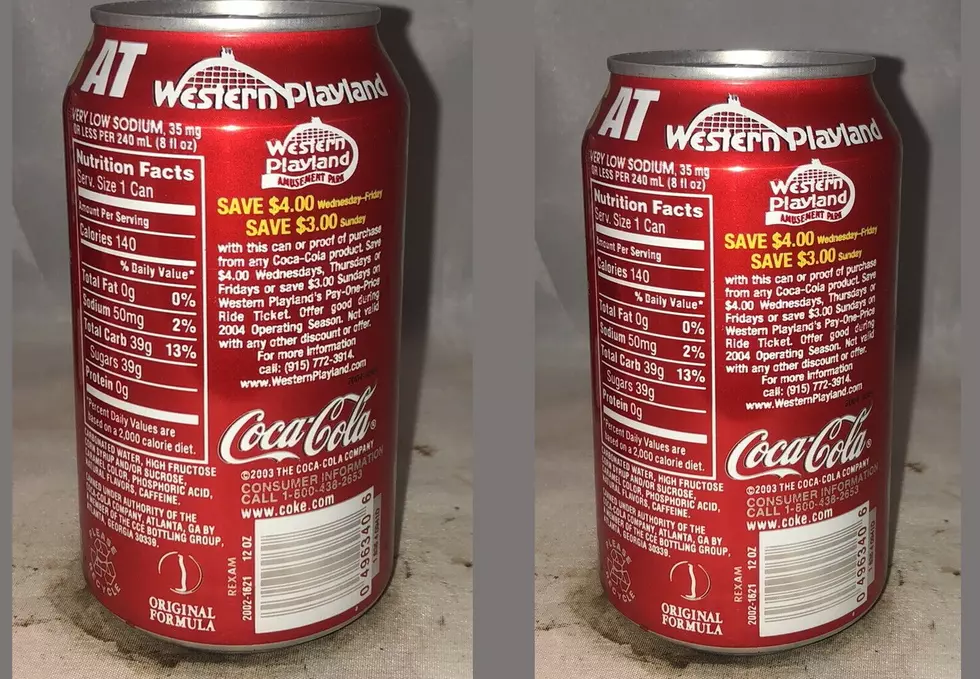 AT
Western Playland
VERY LOW SODIUM, 35 mg
OR LESS PER 240 mL (8 fl oz)
Nutrition Facts
Serv. Size 1 Can
Amount Per Serving
Calories 140
% Daily Value*
Total Fat 0g 0%
Sodium 50mg 2%
Total Carb 39g 13%
Sugars 39g
Protein 0g
*Percent Daily Values are
based on a 2,000 calorie diet.
CARBONATED WATER, HIGH FRUCTOSE
CORN SYRUP AND/OR SUCROSE,
CARAMEL COLOR, PHOSPHORIC ACID,
NATURAL FLAVORS, CAFFEINE.
CANNED UNDER AUTHORITY OF THE
COCA-COLA COMPANY, ATLANTA, GA BY
MEMBER OF THE CCE BOTTLING GROUP,
ATLANTA, GEORGIA 30339.
PLEASE
RECYCLE
ORIGINAL
FORMULA
Western
Playland
AMUSEMENT PARK
SAVE $4.00 Wednesday-Friday
SAVE $3.00 Sunday
with this can or proof of purchase
from any Coca-Cola product. Save
$4.00 Wednesdays, Thursdays or
Fridays or save $3.00 Sundays on
Western Playland's Pay-One-Price
Ride Ticket. Offer good during
2004 Operating Season. Not valid
with any other discount or offer.
For more information
call: (915) 772-3914.
www.WesternPlayland.com
Coca-Cola®
©2003 THE COCA-COLA COMPANY
CONSUMER INFORMATION
CALL 1-800-438-2653
www.coke.com
REXAM
2002-1621 12 OZ
0 496340 6
AT
Western Playland
VERY LOW SODIUM, 35 mg
OR LESS PER 240 mL (8 fl oz)
Nutrition Facts
Serv. Size 1 Can
Amount Per Serving
Calories 140
% Daily Value*
Total Fat 0g 0%
Sodium 50mg 2%
Total Carb 39g 13%
Sugars 39g
Protein 0g
*Percent Daily Values are
based on a 2,000 calorie diet.
CARBONATED WATER, HIGH FRUCTOSE
CORN SYRUP AND/OR SUCROSE,
CARAMEL COLOR, PHOSPHORIC ACID,
NATURAL FLAVORS, CAFFEINE.
CANNED UNDER AUTHORITY OF THE
COCA-COLA COMPANY, ATLANTA, GA BY
MEMBER OF THE CCE BOTTLING GROUP,
ATLANTA, GEORGIA 30339.
PLEASE
RECYCLE
ORIGINAL
FORMULA
Western
Playland
AMUSEMENT PARK
SAVE $4.00 Wednesday-Friday
SAVE $3.00 Sunday
with this can or proof of purchase
from any Coca-Cola product. Save
$4.00 Wednesdays, Thursdays or
Fridays or save $3.00 Sundays on
Western Playland's Pay-One-Price
Ride Ticket. Offer good during
2004 Operating Season. Not valid
with any other discount or offer.
For more information
call: (915) 772-3914.
www.WesternPlayland.com
Coca-Cola®
©2003 THE COCA-COLA COMPANY
CONSUMER INFORMATION
CALL 1-800-438-2653
www.coke.com
REXAM
2002-1621 12 OZ
0 496340 6